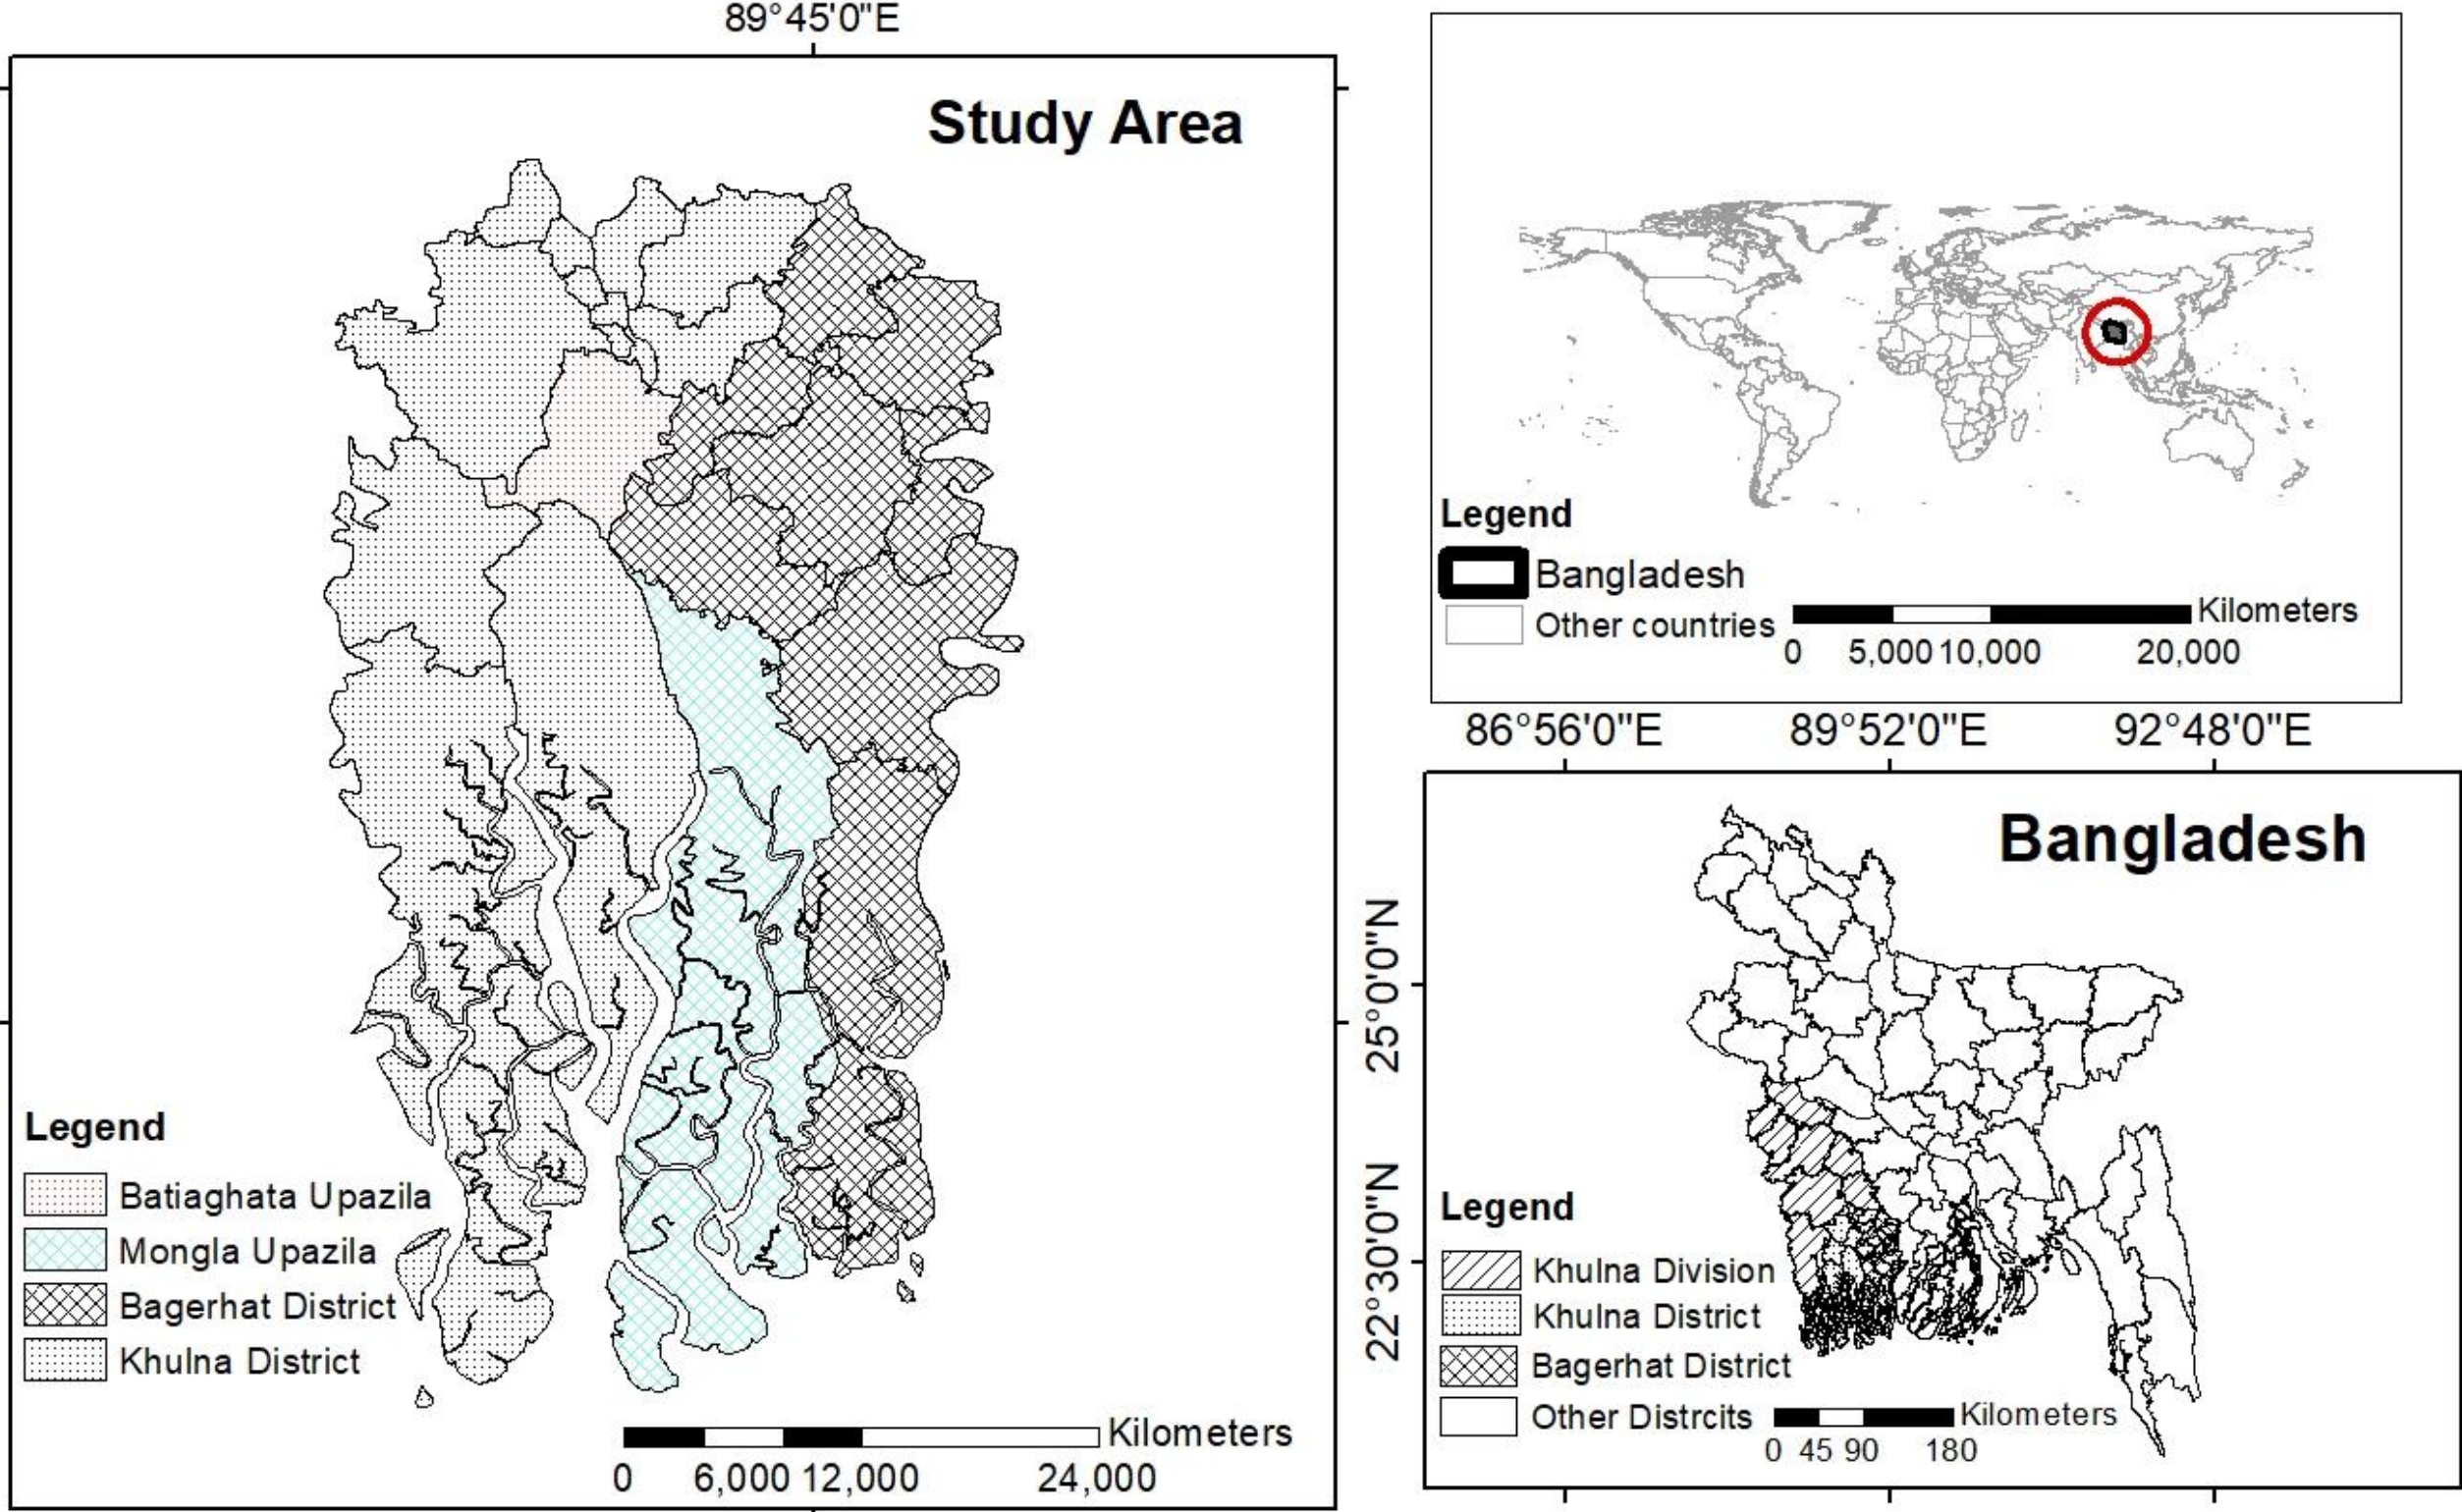 89°45'0"E
Study Area
Legend
Batiaghata Upazila
Mongla Upazila
Bagerhat District
Khulna District
Kilometers
0 6,000 12,000 24,000
Legend
Bangladesh
Other countries
Kilometers
0 5,000 10,000 20,000
86°56'0"E 89°52'0"E 92°48'0"E
Bangladesh
25°0'0"N
22°30'0"N
Legend
Khulna Division
Khulna District
Bagerhat District
Other Distrcits
Kilometers
0 45 90 180